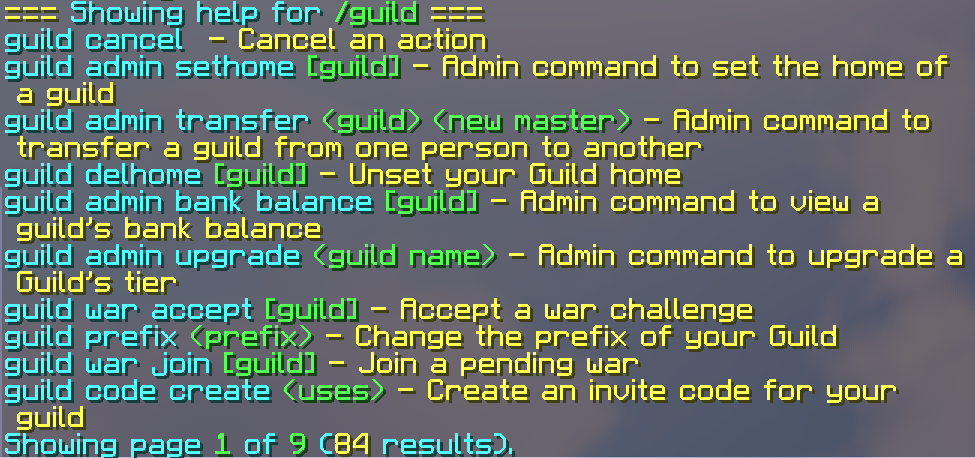 === Showing help for /guild ===
guild cancel  - Cancel an action
guild admin sethome [guild] - Admin command to set the home of
a guild
guild admin transfer <guild> <new master> - Admin command to
transfer a guild from one person to another
guild delhome [guild] - Unset your Guild home
guild admin bank balance [guild] - Admin command to view a
guild's bank balance
guild admin upgrade <guild name> - Admin command to upgrade a
Guild's tier
guild war accept [guild] - Accept a war challenge
guild prefix <prefix> - Change the prefix of your Guild
guild war join [guild] - Join a pending war
guild code create <uses> - Create an invite code for your
guild
Showing page 1 of 9 (84 results).